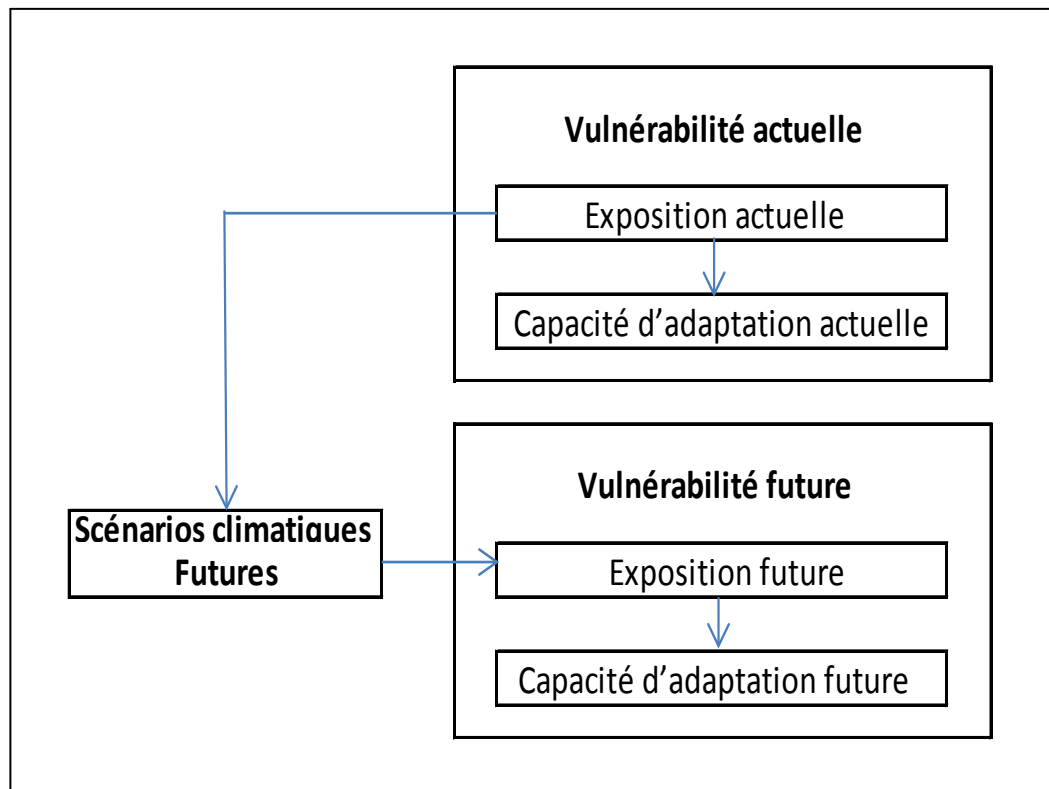 Vulnérabilité actuelle
Exposition actuelle
Capacité d'adaptation actuelle
Scénarios climatiques
Futures
Vulnérabilité future
Exposition future
Capacité d'adaptation future